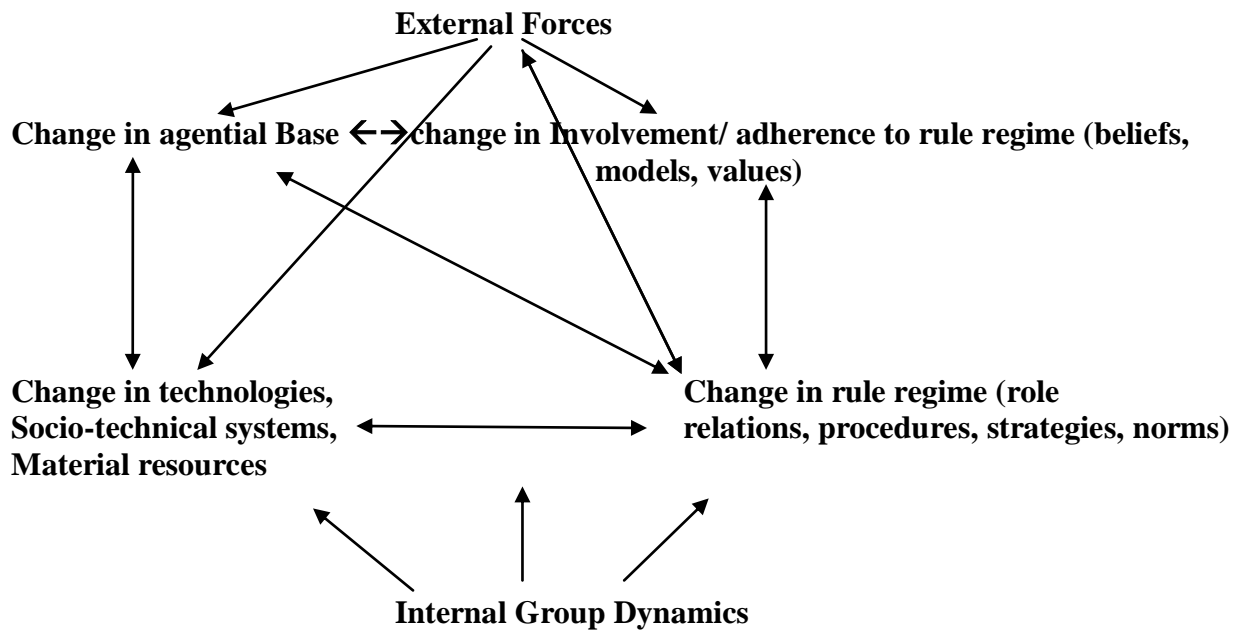 External Forces
Change in agential Base ←→ change in Involvement/ adherence to rule regime (beliefs,
models, values)
Change in technologies,
Socio-technical systems,
Material resources
Change in rule regime (role
relations, procedures, strategies, norms)
Internal Group Dynamics